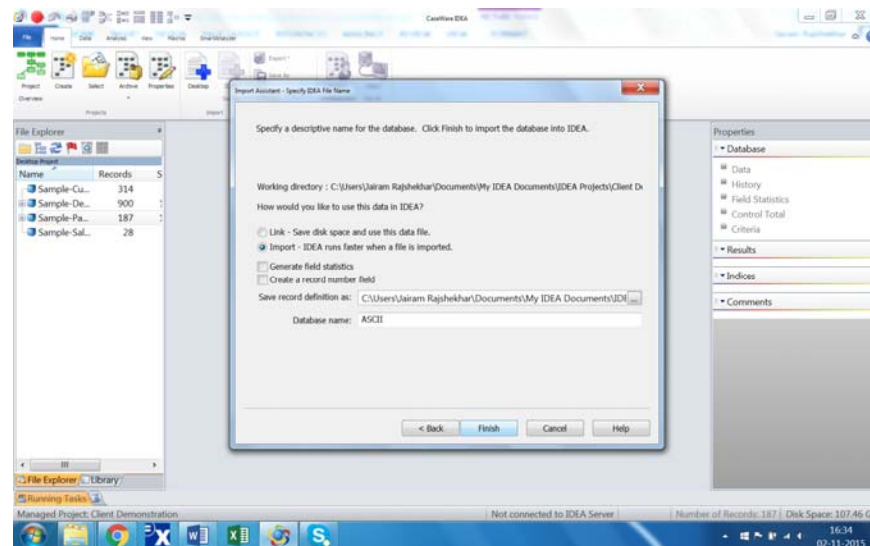 CaseWare IDEA
File Home Data Analysis View Macros SmartAnalyzer
Export
Save As
Project Overview Create Select Archive Properties Desktop
Projects Import
Import Assistant - Specify IDEA File Name
Specify a descriptive name for the database. Click Finish to import the database into IDEA.
Working directory : C:\Users\Jairam Rajshekhar\Documents\My IDEA Documents\IDEA Projects\Client De
How would you like to use this data in IDEA?
Link - Save disk space and use this data file.
Import - IDEA runs faster when a file is imported.
Generate field statistics
Create a record number field
Save record definition as: C:\Users\Jairam Rajshekhar\Documents\My IDEA Documents\IDE ...
Database name: ASCII
< Back Finish Cancel Help
File Explorer
Desktop Project
Name Records S
Sample-Cu... 314
Sample-De... 900
Sample-Pa... 187
Sample-Sal... 28
File Explorer Library
Properties
Database
Data
History
Field Statistics
Control Total
Criteria
Results
Indices
Comments
Running Tasks
Managed Project: Client Demonstration Not connected to IDEA Server Number of Records: 187 Disk Space: 107.46 G
16:34
02-11-2015